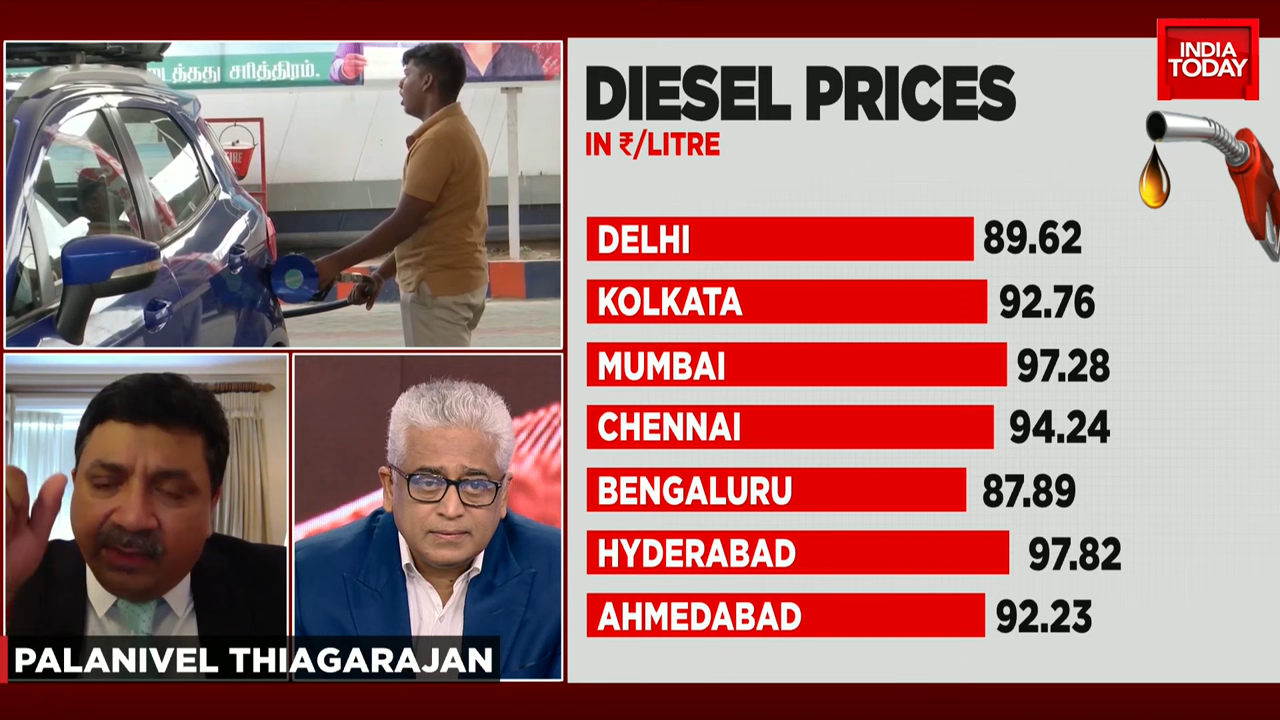 டைத்தது சரித்திரம்.
FIRE
PALANIVEL THIAGARAJAN
INDIA
TODAY
DIESEL PRICES
IN ₹/LITRE
DELHI 89.62
KOLKATA 92.76
MUMBAI 97.28
CHENNAI 94.24
BENGALURU 87.89
HYDERABAD 97.82
AHMEDABAD 92.23